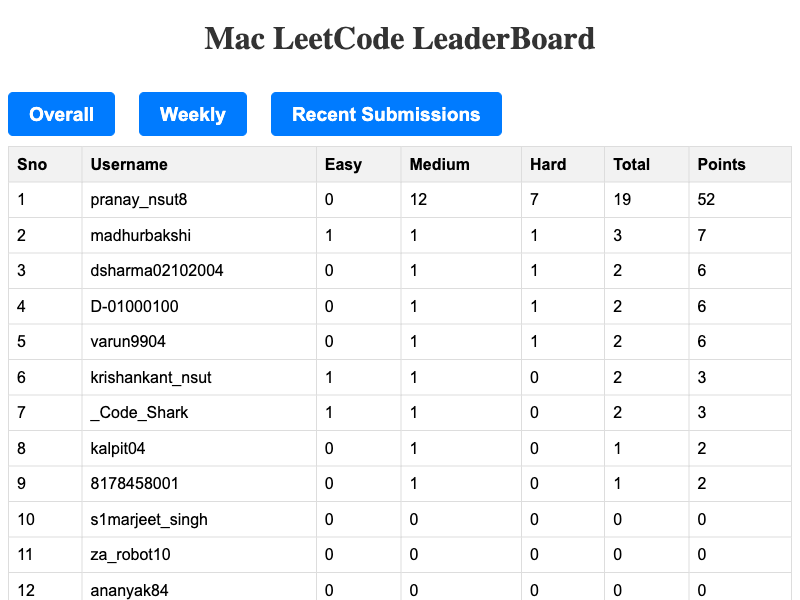 Mac LeetCode LeaderBoard
Overall Weekly Recent Submissions
Sno Username Easy Medium Hard Total Points
1 pranay_nsut8 0 12 7 19 52
2 madhurbakshi 1 1 1 3 7
3 dsharma02102004 0 1 1 2 6
4 D-01000100 0 1 1 2 6
5 varun9904 0 1 1 2 6
6 krishankant_nsut 1 1 0 2 3
7 _Code_Shark 1 1 0 2 3
8 kalpit04 0 1 0 1 2
9 8178458001 0 1 0 1 2
10 s1marjeet_singh 0 0 0 0 0
11 za_robot10 0 0 0 0 0
12 ananyak84 0 0 0 0 0